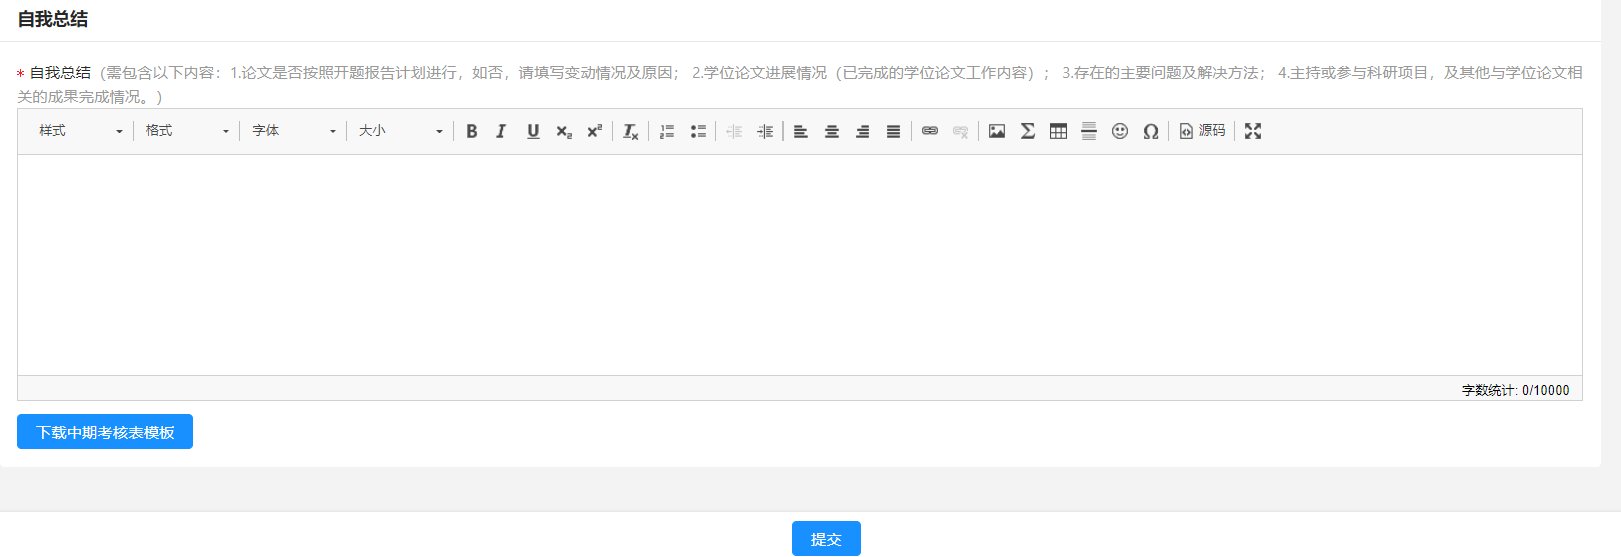 自我总结
* 自我总结（需包含以下内容：1.论文是否按照开题报告计划进行，如否，请填写变动情况及原因； 2.学位论文进展情况（已完成的学位论文工作内容）； 3.存在的主要问题及解决方法； 4.主持或参与科研项目，及其他与学位论文相
关的成果完成情况。）
样式 格式 字体 大小 B I U x₂ x² Tx Σ Ω 源码
字数统计: 0/10000
下载中期考核表模板
提交